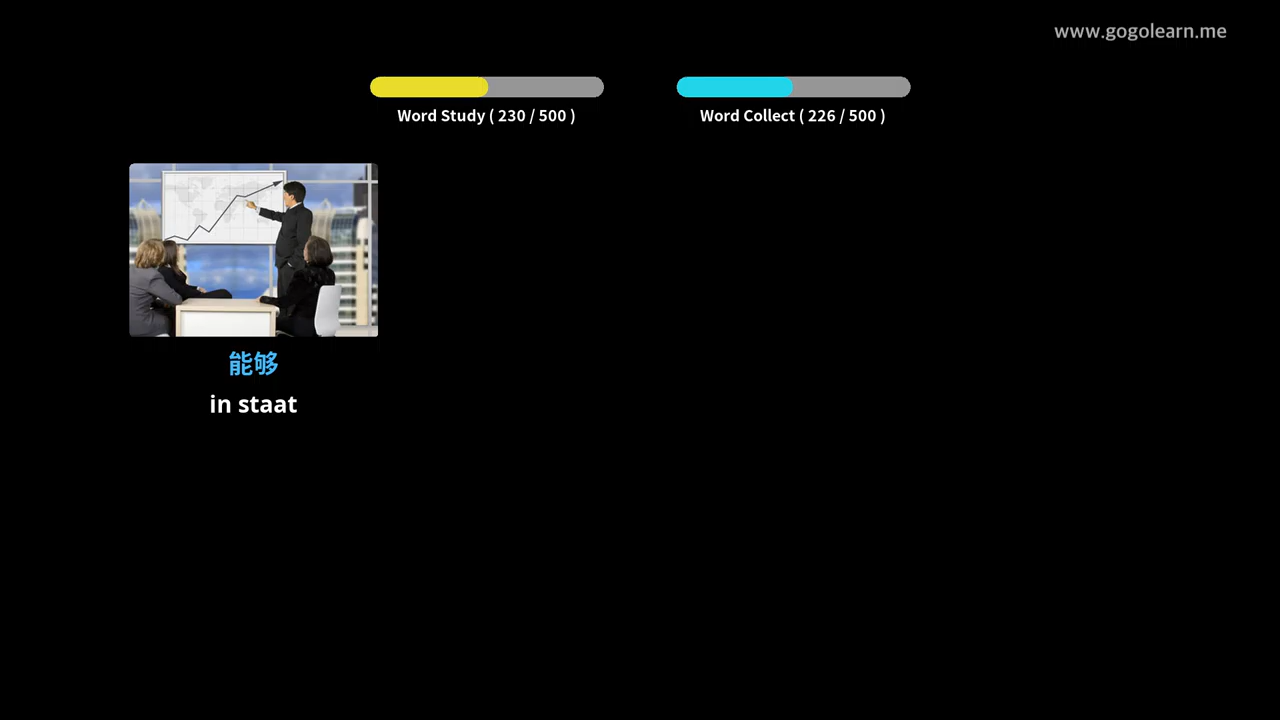 www.gogolearn.me
Word Study ( 230 / 500 )
Word Collect ( 226 / 500 )
能够
in staat